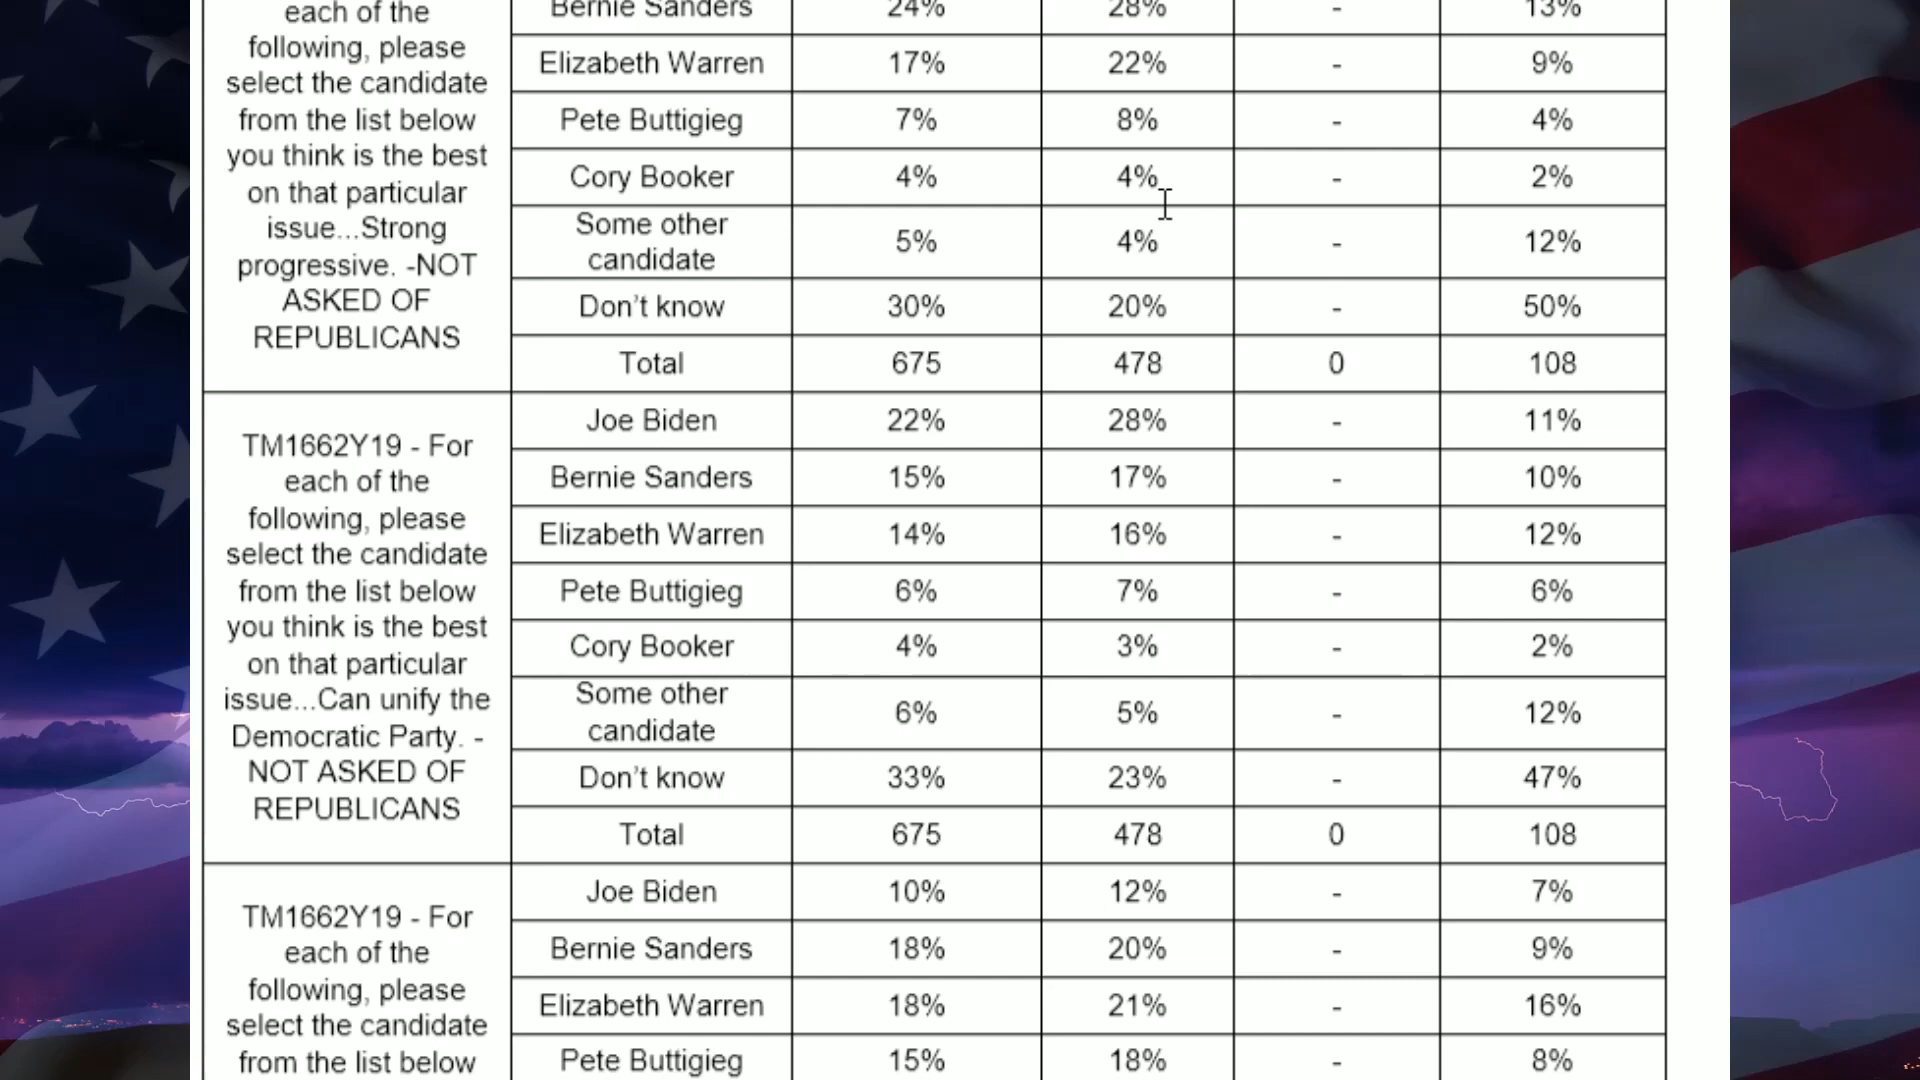 each of the
following, please
select the candidate
from the list below
you think is the best
on that particular
issue...Strong
progressive. -NOT
ASKED OF
REPUBLICANS
Bernie Sanders 24% 28% - 13%
Elizabeth Warren 17% 22% - 9%
Pete Buttigieg 7% 8% - 4%
Cory Booker 4% 4% - 2%
Some other
candidate 5% 4% - 12%
Don't know 30% 20% - 50%
Total 675 478 0 108
TM1662Y19 - For
each of the
following, please
select the candidate
from the list below
you think is the best
on that particular
issue...Can unify the
Democratic Party. -
NOT ASKED OF
REPUBLICANS
Joe Biden 22% 28% - 11%
Bernie Sanders 15% 17% - 10%
Elizabeth Warren 14% 16% - 12%
Pete Buttigieg 6% 7% - 6%
Cory Booker 4% 3% - 2%
Some other
candidate 6% 5% - 12%
Don't know 33% 23% - 47%
Total 675 478 0 108
TM1662Y19 - For
each of the
following, please
select the candidate
from the list below
Joe Biden 10% 12% - 7%
Bernie Sanders 18% 20% - 9%
Elizabeth Warren 18% 21% - 16%
Pete Buttigieg 15% 18% - 8%